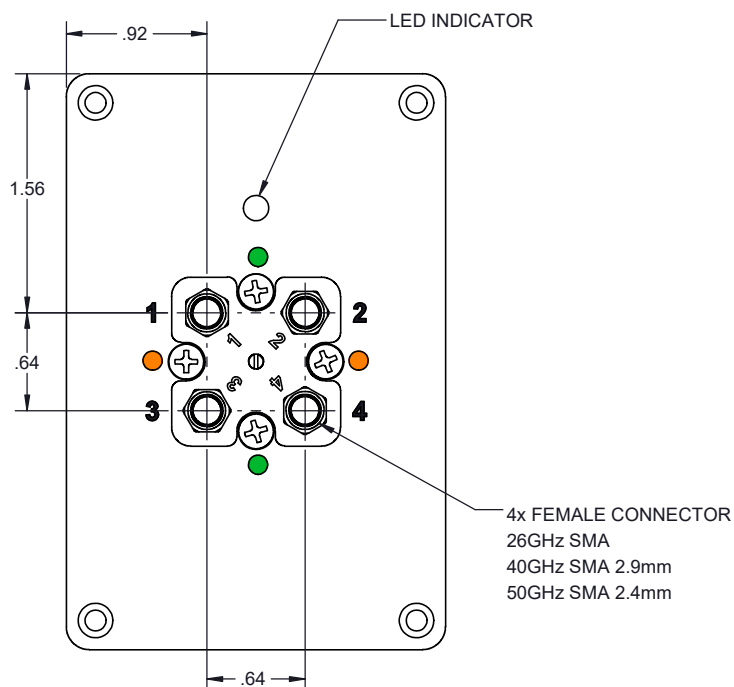 .92
LED INDICATOR
1.56
1
2
1
2
.64
3
4
3
4
4x FEMALE CONNECTOR
26GHz SMA
40GHz SMA 2.9mm
50GHz SMA 2.4mm
.64